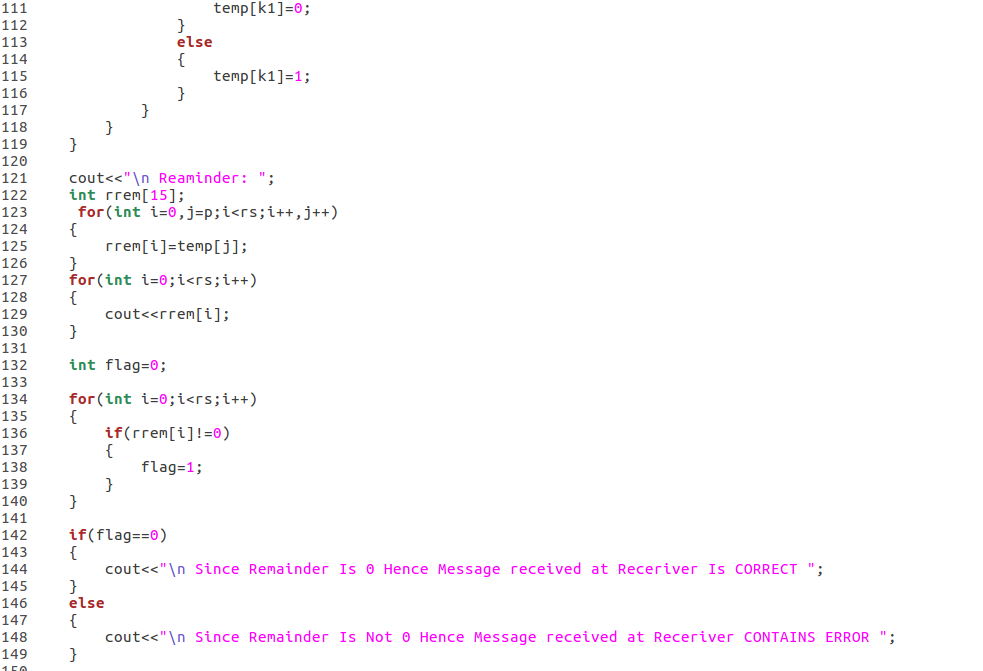 111                     temp[k1]=0;
112                 }
113                 else
114                 {
115                     temp[k1]=1;
116                 }
117             }
118         }
119     }
120
121     cout<<"\n Reaminder: ";
122     int rrem[15];
123      for(int i=0,j=p;i<rs;i++,j++)
124     {
125         rrem[i]=temp[j];
126     }
127     for(int i=0;i<rs;i++)
128     {
129         cout<<rrem[i];
130     }
131
132     int flag=0;
133
134     for(int i=0;i<rs;i++)
135     {
136         if(rrem[i]!=0)
137         {
138             flag=1;
139         }
140     }
141
142     if(flag==0)
143     {
144         cout<<"\n Since Remainder Is 0 Hence Message received at Receriver Is CORRECT ";
145     }
146     else
147     {
148         cout<<"\n Since Remainder Is Not 0 Hence Message received at Receriver CONTAINS ERROR ";
149     }
150